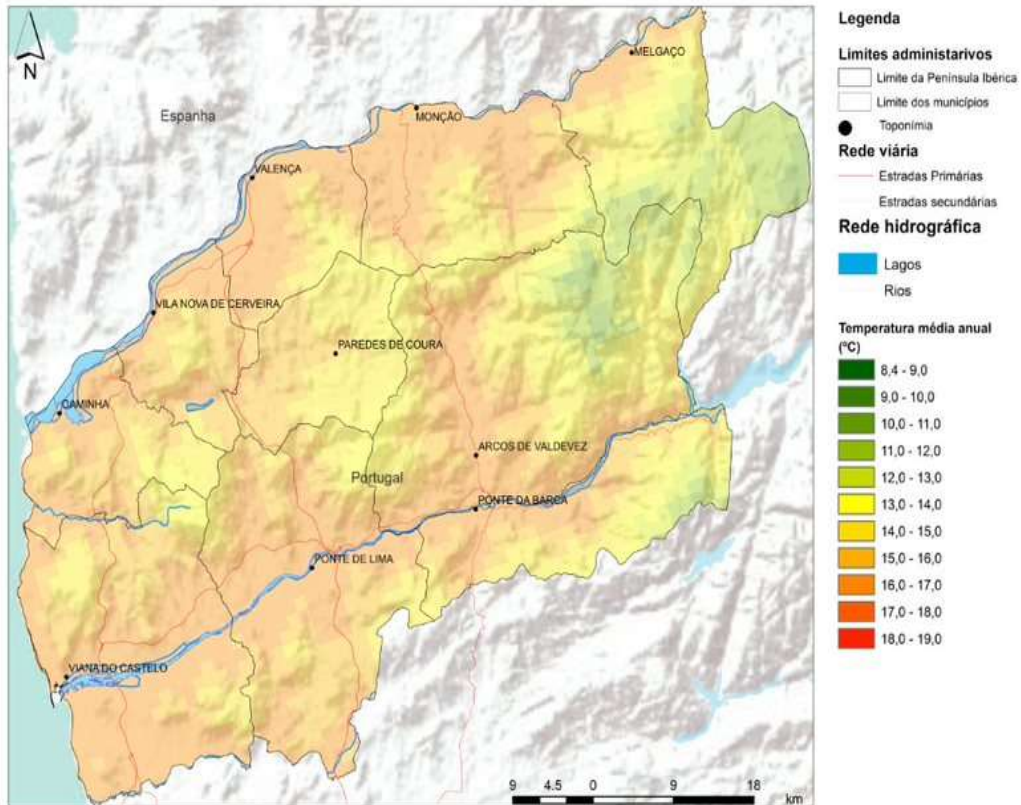 N
Espanha
MELGAÇO
MONÇÃO
VALENÇA
VILA NOVA DE CERVEIRA
PAREDES DE COURA
CAMINHA
ARCOS DE VALDEVEZ
Portugal
PONTE DA BARCA
PONTE DE LIMA
VIANA DO CASTELO
9 4.5 0 9 18
km
Legenda
Limites administarivos
Limite da Península Ibérica
Limite dos municípios
Toponímia
Rede viária
Estradas Primárias
Estradas secundárias
Rede hidrográfica
Lagos
Rios
Temperatura média anual
(ºC)
8,4 - 9,0
9,0 - 10,0
10,0 - 11,0
11,0 - 12,0
12,0 - 13,0
13,0 - 14,0
14,0 - 15,0
15,0 - 16,0
16,0 - 17,0
17,0 - 18,0
18,0 - 19,0